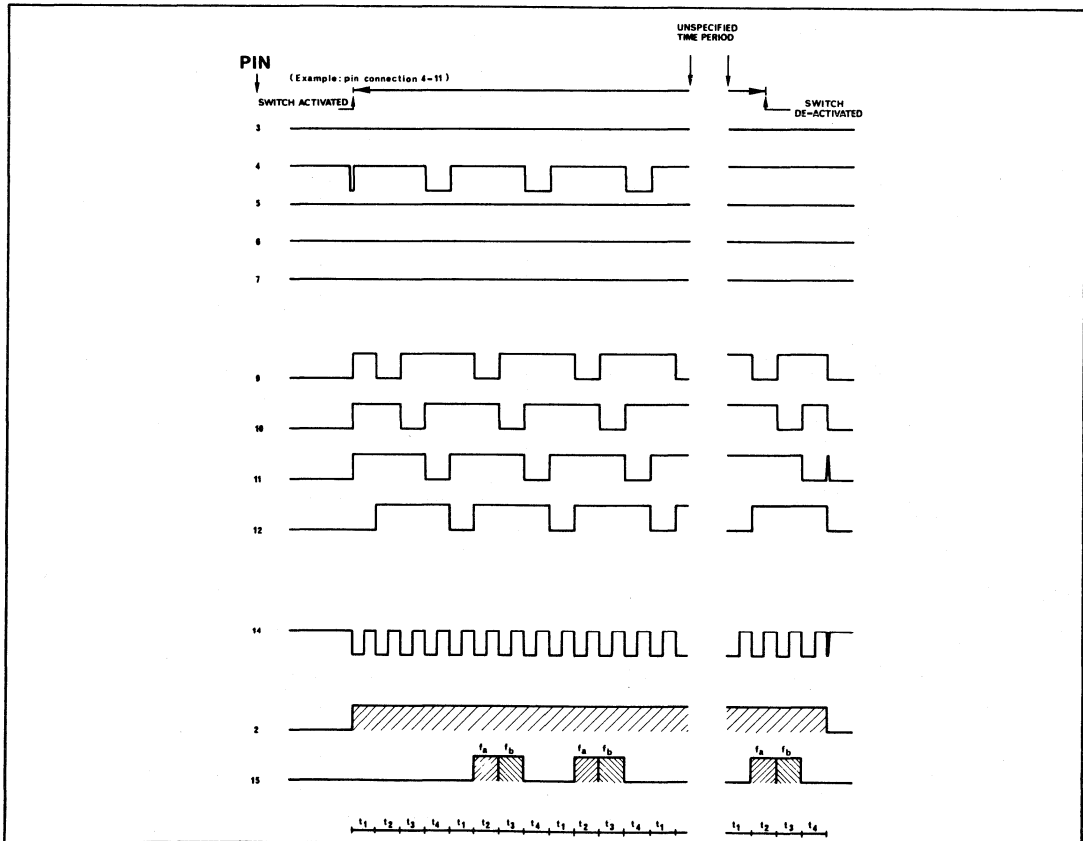 UNSPECIFIED
TIME PERIOD
PIN
(Example: pin connection 4-11)
SWITCH ACTIVATED
SWITCH
DE-ACTIVATED
3
4
5
6
7
9
10
11
12
14
2
fa fb fa fb fa fb
15
t1 t2 t3 t4 t1 t2 t3 t4 t1 t2 t3 t4 t1 t1 t2 t3 t4